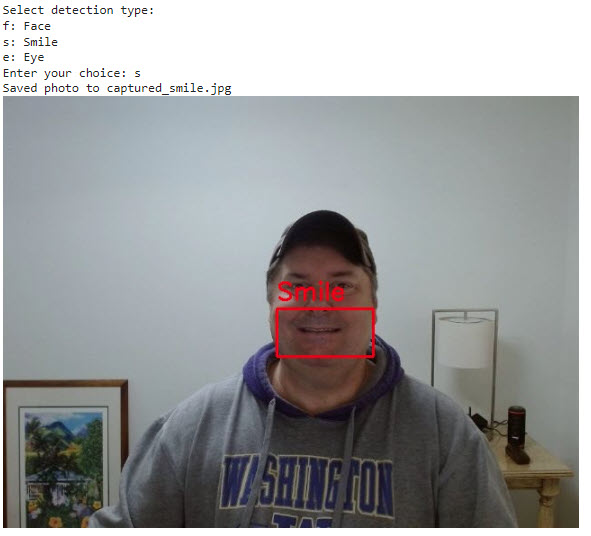 Select detection type:
f: Face
s: Smile
e: Eye
Enter your choice: s
Saved photo to captured_smile.jpg
Smile
WASHINGTON